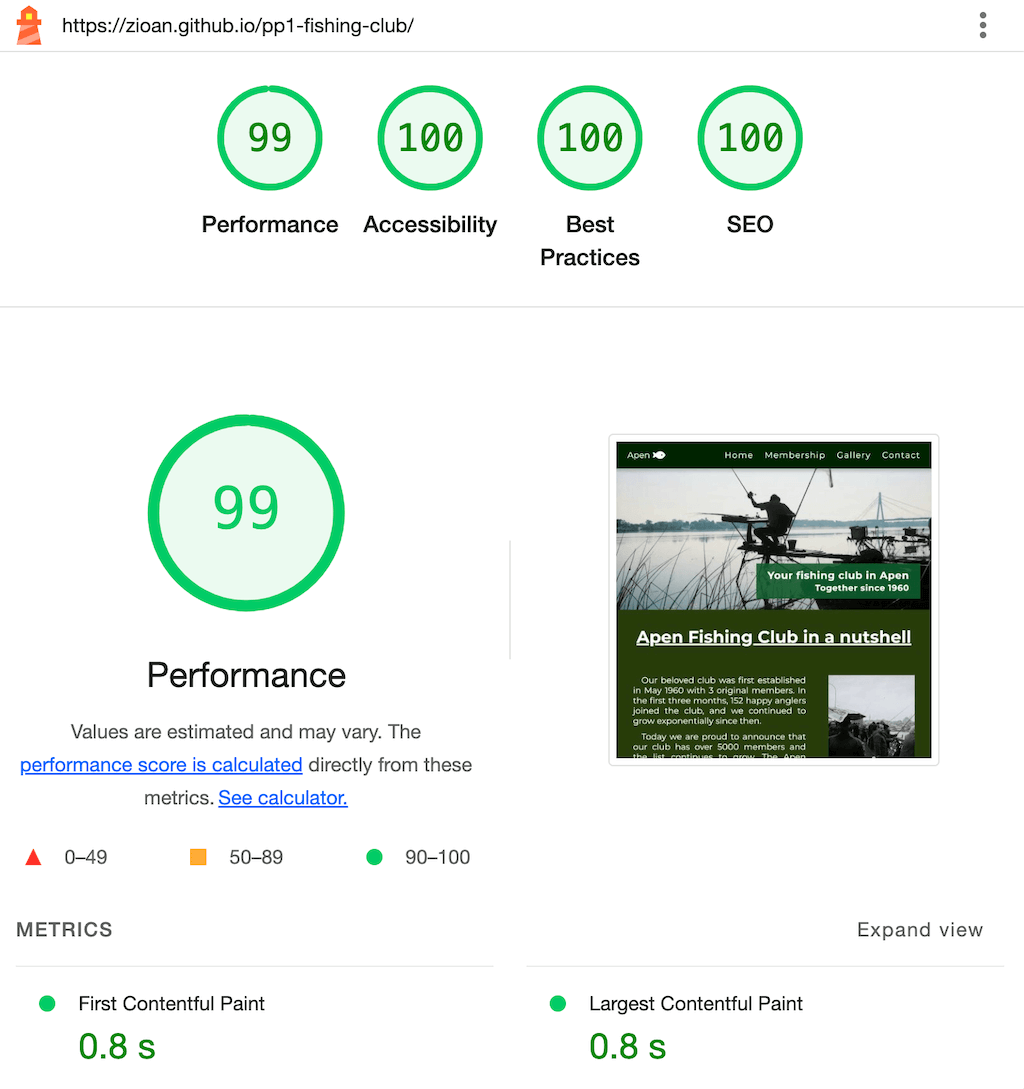 https://zioan.github.io/pp1-fishing-club/
99
100
100
100
Performance
Accessibility
Best
Practices
SEO
99
Performance
Values are estimated and may vary. The
performance score is calculated directly from these
metrics. See calculator.
0–49
50–89
90–100
Apen
Home Membership Gallery Contact
Your fishing club in Apen
Together since 1960
Apen Fishing Club in a nutshell
Our beloved club was first established
in May 1960 with 3 original members. In
the first three months, 152 happy anglers
joined the club, and we continued to
grow exponentially since then.
Today we are proud to announce that
our club has over 5000 members and
the list continues to grow. The Apen
METRICS
Expand view
First Contentful Paint
0.8 s
Largest Contentful Paint
0.8 s